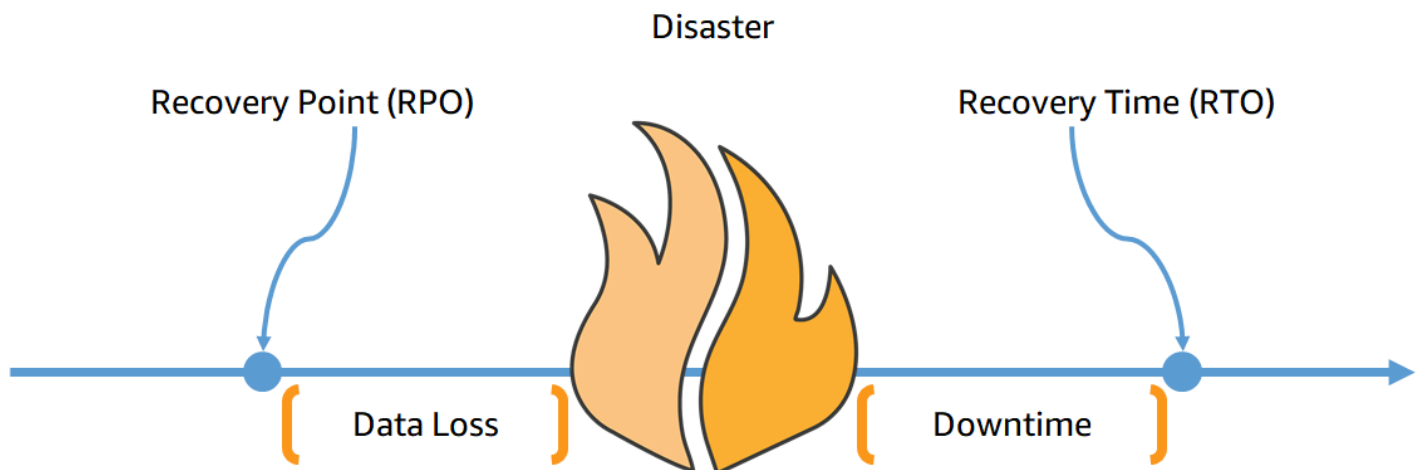 Disaster
Recovery Point (RPO)
Recovery Time (RTO)
Data Loss
Downtime